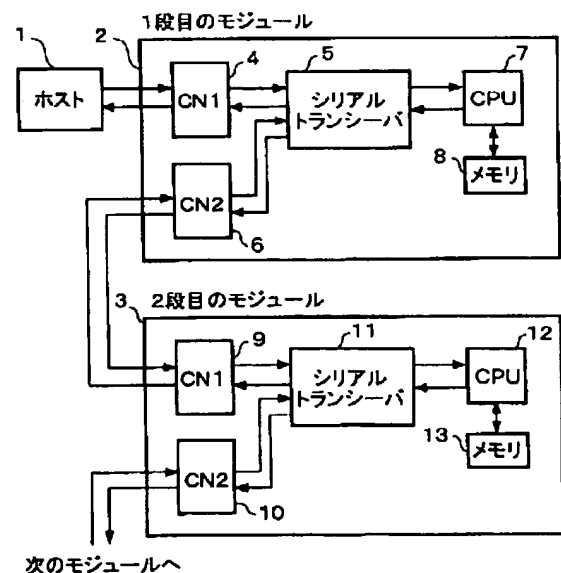 1段目のモジュール
1
2
4
5
7
ホスト
CN1
シリアル
トランシーバ
CPU
8
メモリ
CN2
6
3
2段目のモジュール
9
11
12
CN1
シリアル
トランシーバ
CPU
13
メモリ
CN2
10
次のモジュールへ